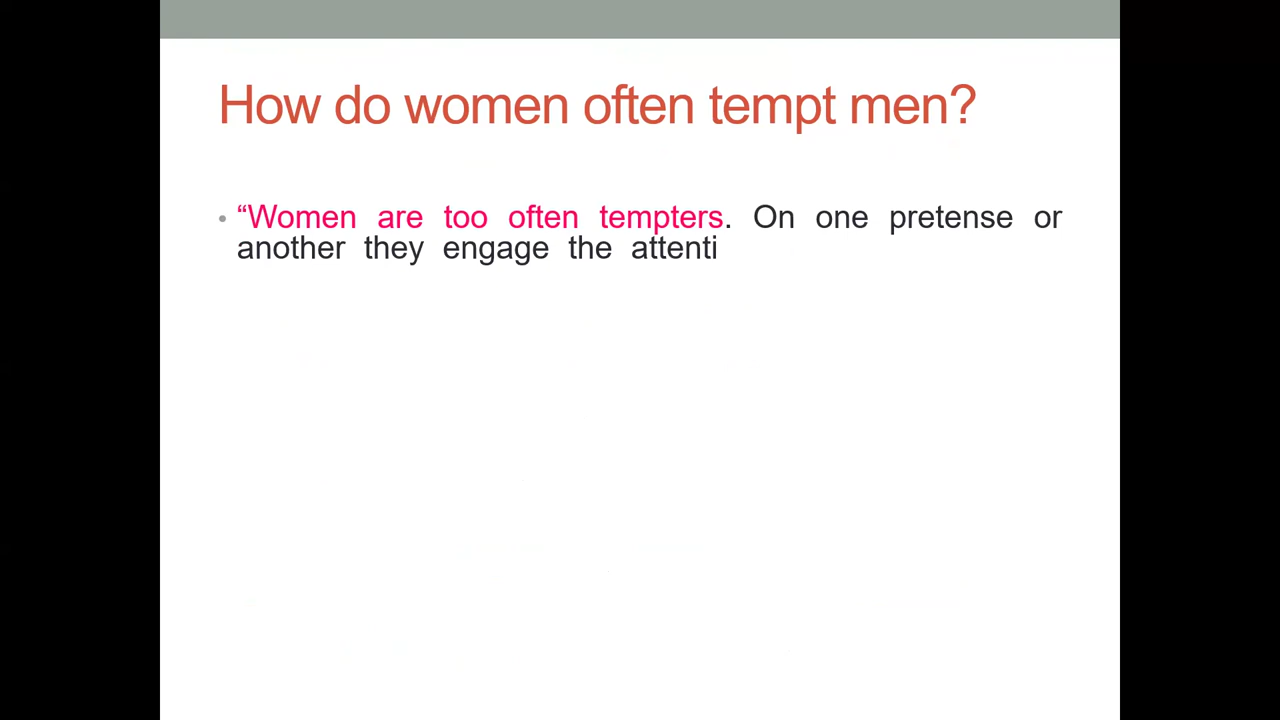 How do women often tempt men?
• “Women are too often tempters. On one pretense or
another they engage the attenti